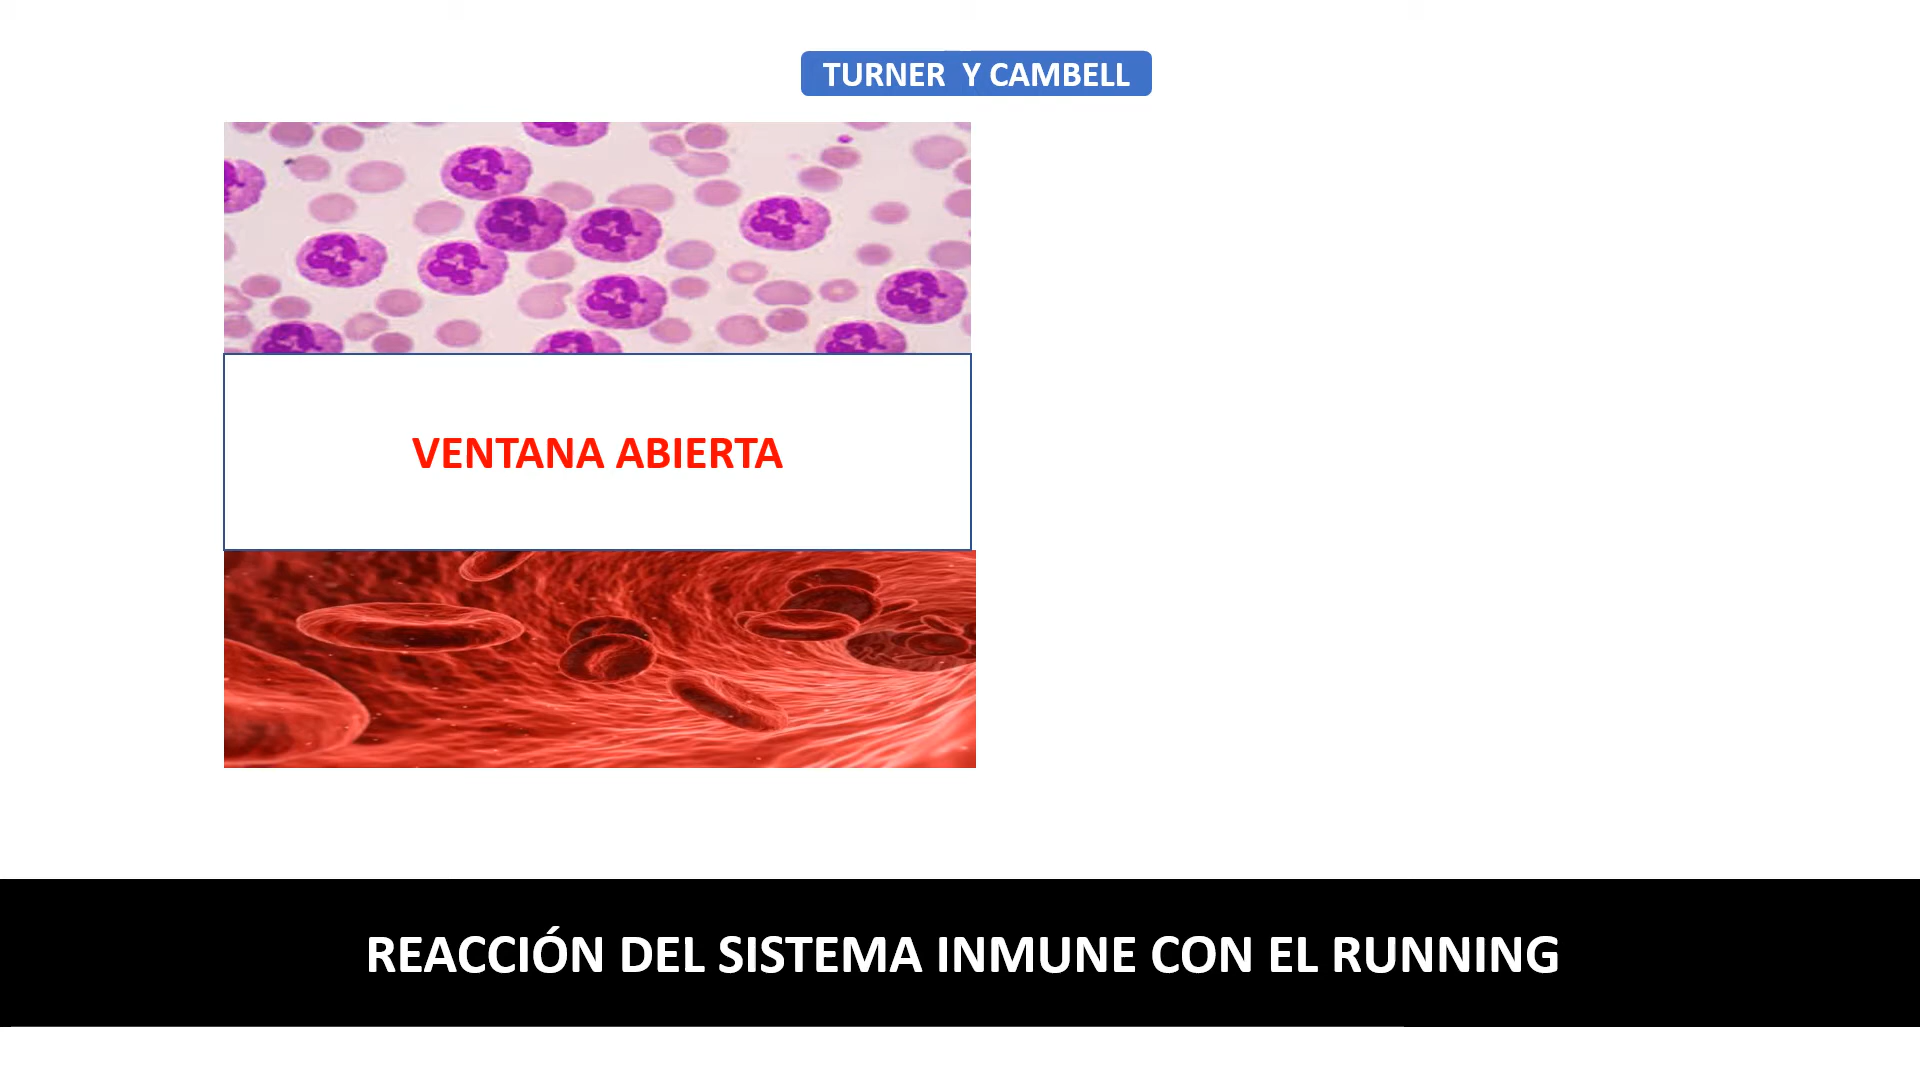 TURNER Y CAMBELL
VENTANA ABIERTA
REACCIÓN DEL SISTEMA INMUNE CON EL RUNNING